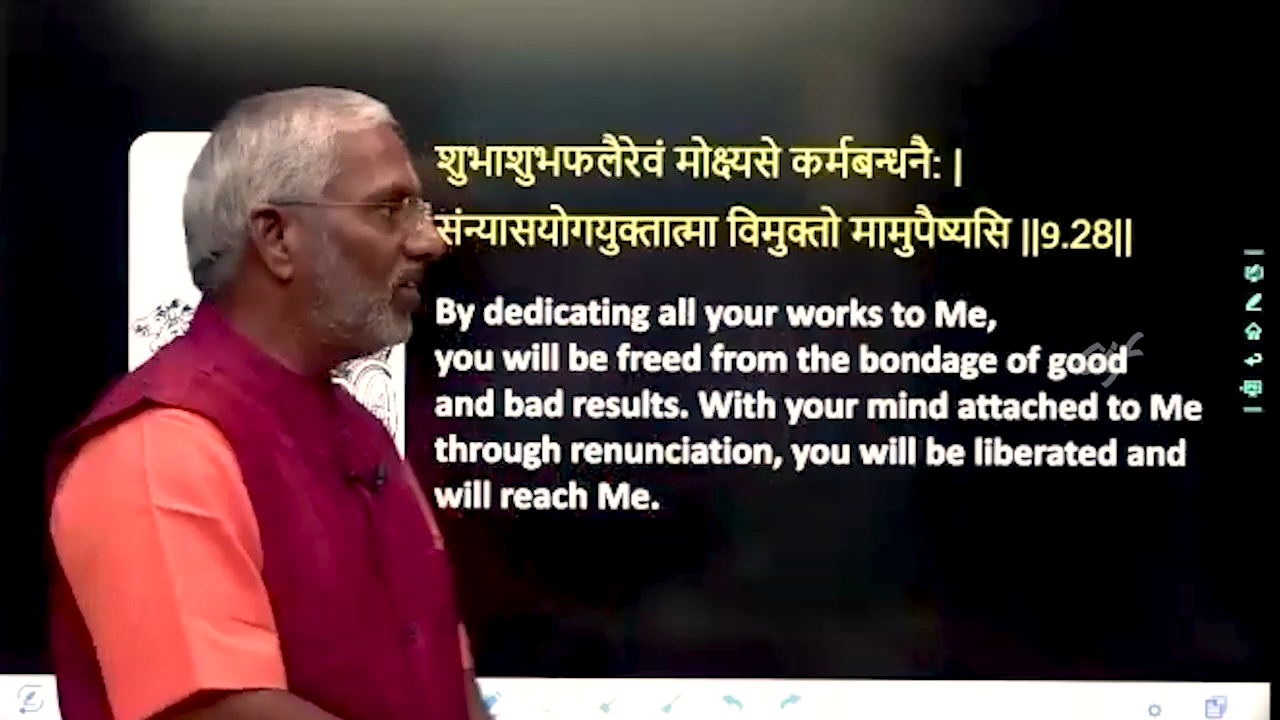 शुभाशुभफलैरेवं मोक्ष्यसे कर्मबन्धनै: |
संन्यासयोगयुक्तात्मा विमुक्तो मामुपैष्यसि ||9.28||
By dedicating all your works to Me,
you will be freed from the bondage of good
and bad results. With your mind attached to Me
through renunciation, you will be liberated and
will reach Me.